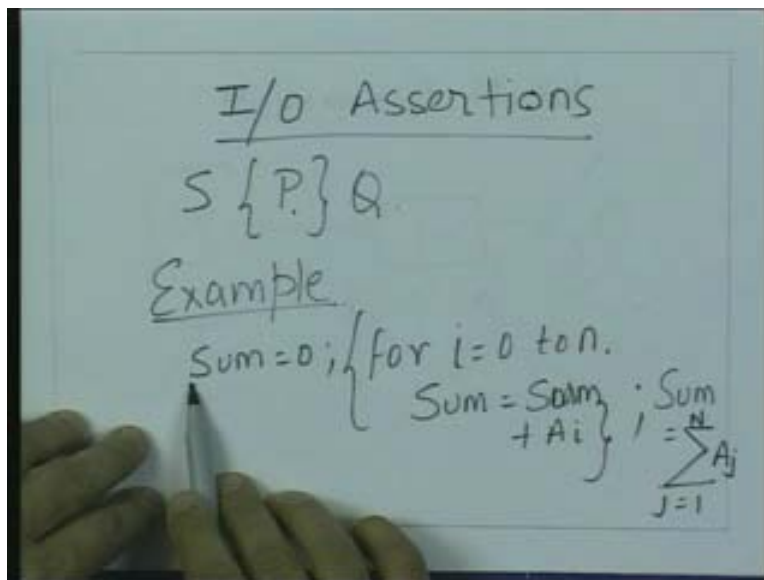 I/O Assertions
S { P. } Q.
Example
Sum = 0 ; { for i = 0 to n.
Sum = Sum + Ai } ; Sum = N∑j=1 Aj